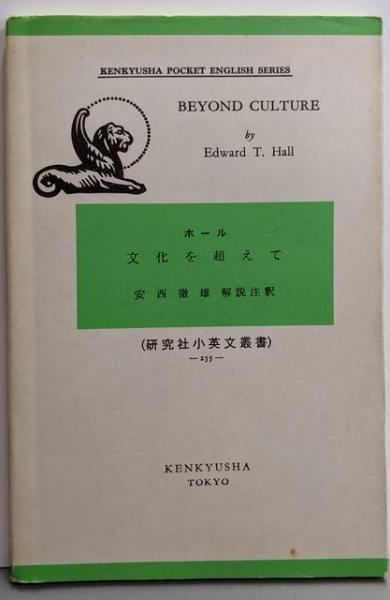 KENKYUSHA POCKET ENGLISH SERIES
BEYOND CULTURE
by
Edward T. Hall
ホール
文化を超えて
安西徹雄 解説注釈
(研究社小英文叢書)
—255—
KENKYUSHA
TOKYO